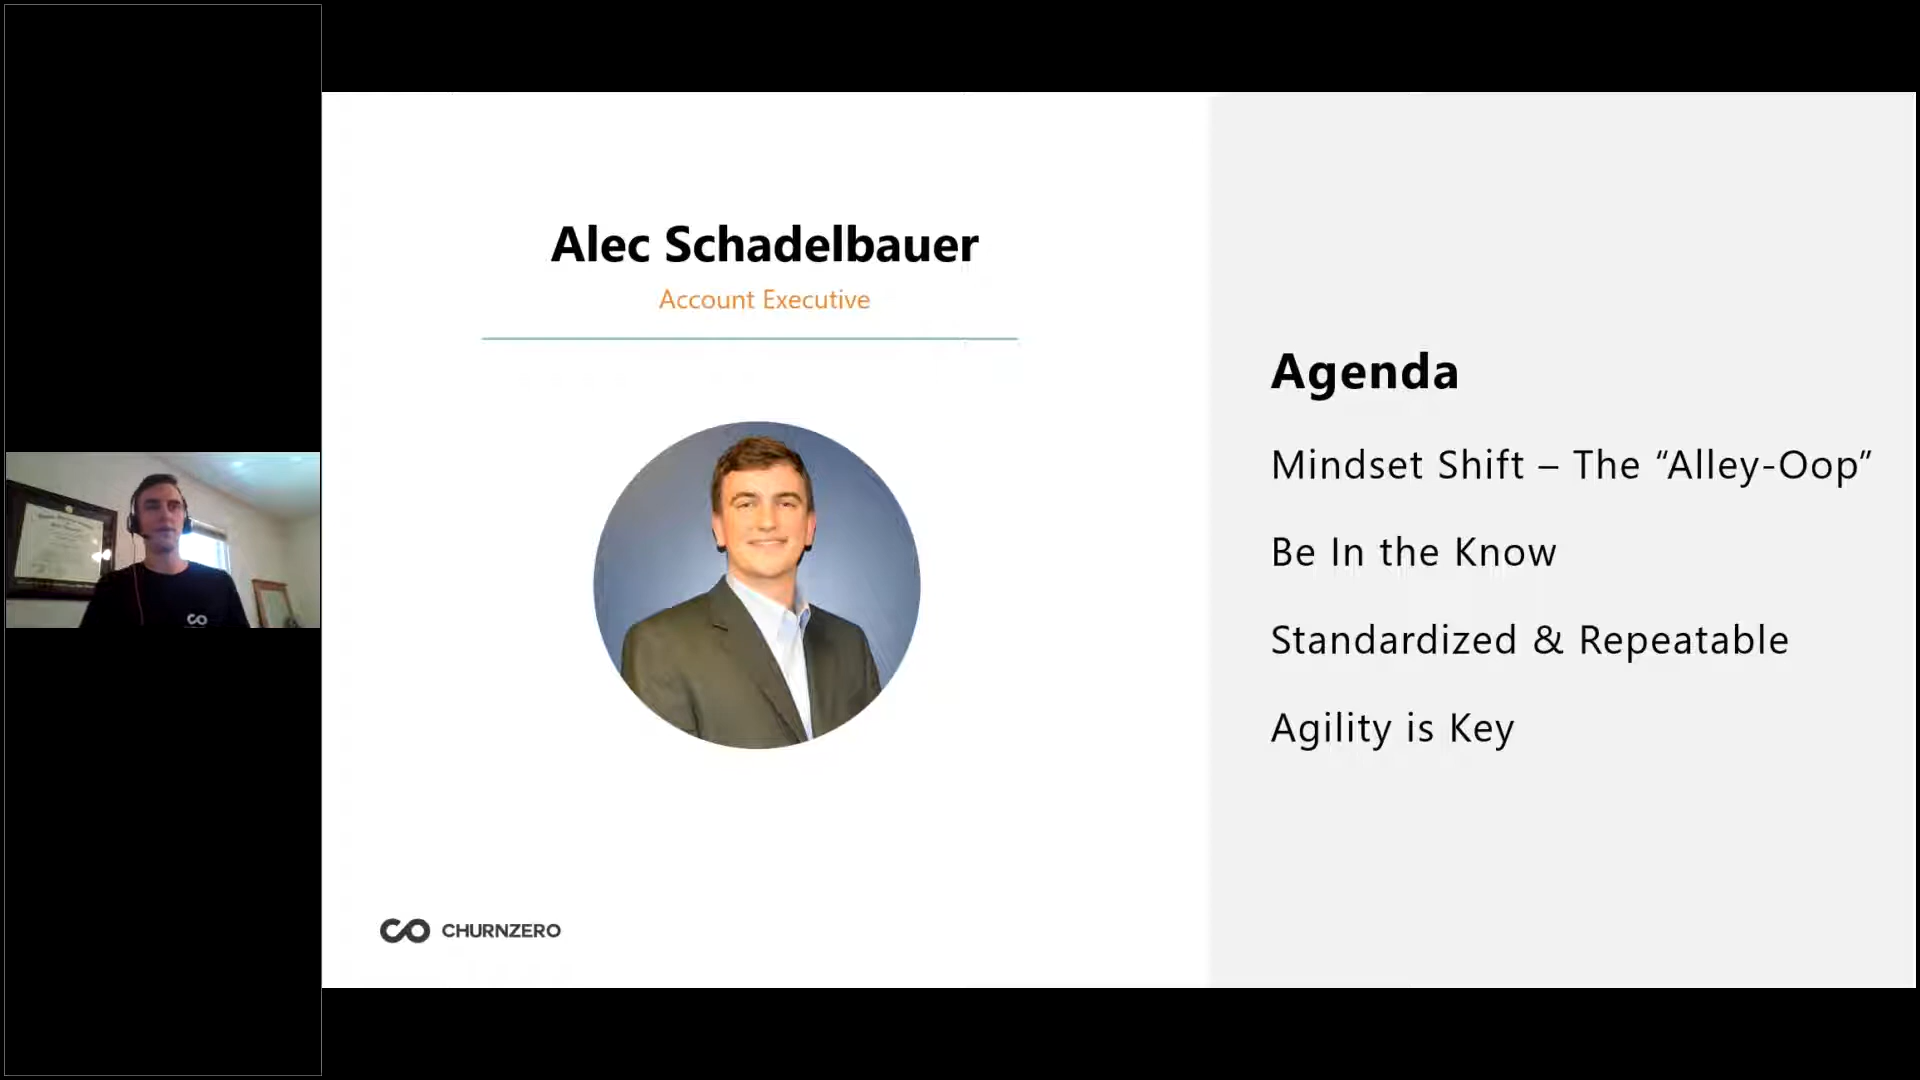 Alec Schadelbauer
Account Executive
Agenda
Mindset Shift – The “Alley-Oop”
Be In the Know
Standardized & Repeatable
Agility is Key
CHURNZERO